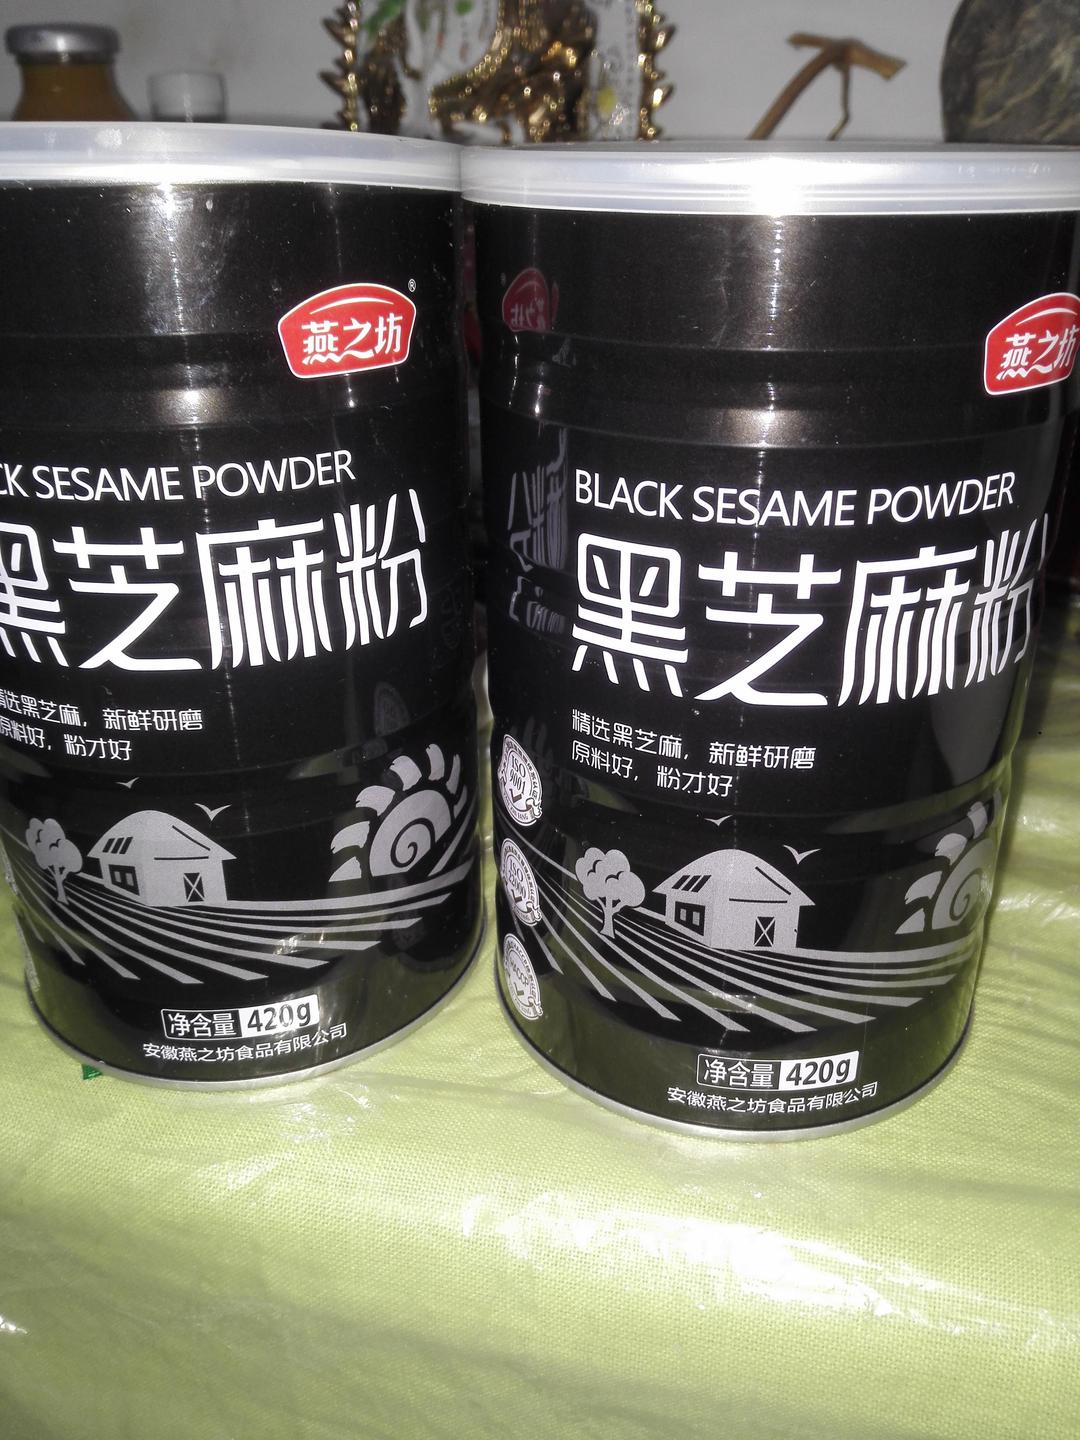 燕之坊
®
CK SESAME POWDER
黑芝麻粉
精选黑芝麻，新鲜研磨
原料好，粉才好
净含量 420g
安徽燕之坊食品有限公司
燕之坊
BLACK SESAME POWDER
黑芝麻粉
精选黑芝麻，新鲜研磨
原料好，粉才好
ISO
9001
ISO
HACCP
净含量 420g
安徽燕之坊食品有限公司